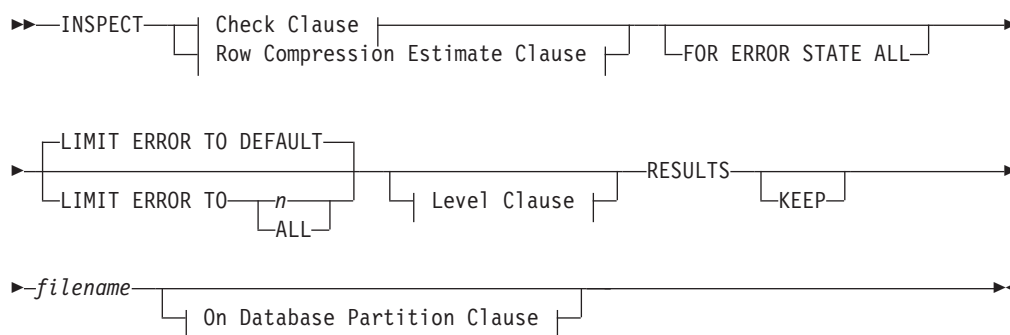 INSPECT Check Clause
Row Compression Estimate Clause FOR ERROR STATE ALL
LIMIT ERROR TO DEFAULT
LIMIT ERROR TO n Level Clause RESULTS KEEP
ALL
filename On Database Partition Clause